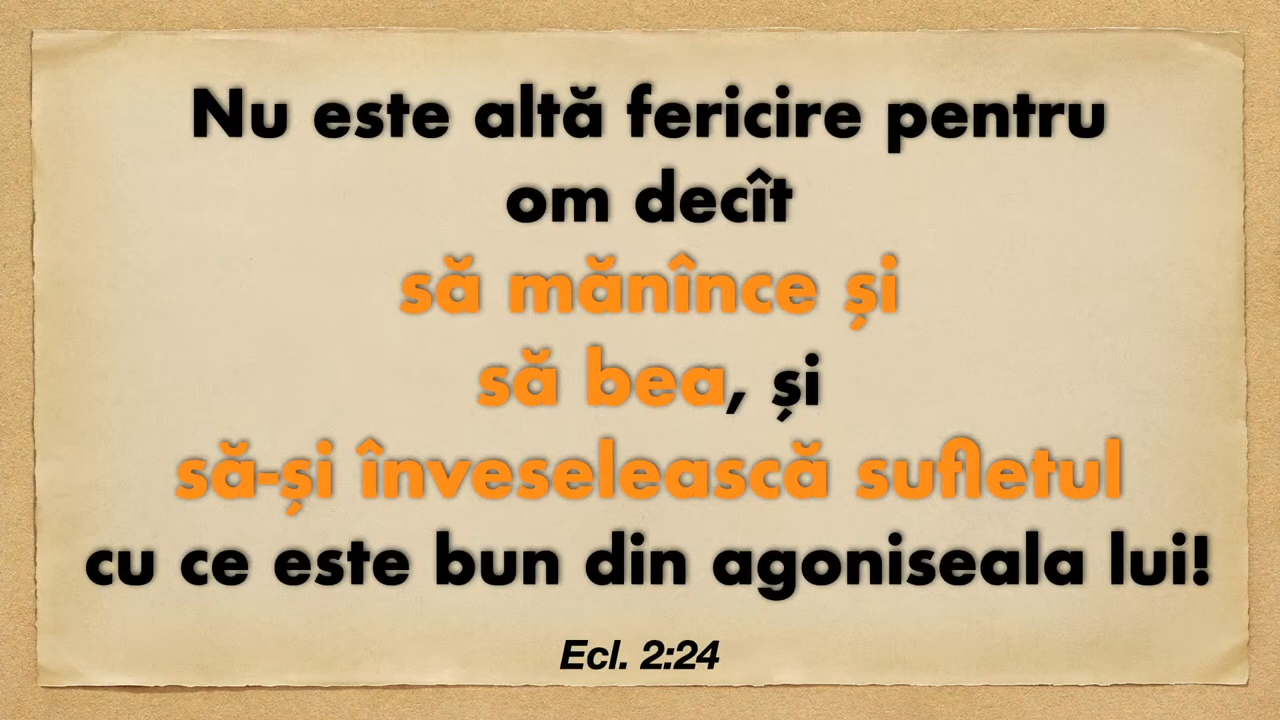 Nu este altă fericire pentru
om decît
să mănînce și
să bea, și
să-și înveselească sufletul
cu ce este bun din agoniseala lui!
Ecl. 2:24